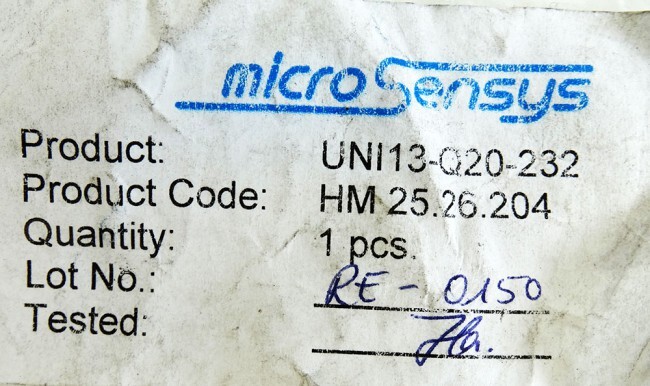 microsensys
Product: UNI13-Q20-232
Product Code: HM 25.26.204
Quantity: 1 pcs.
Lot No.: RE - 0150
Tested: